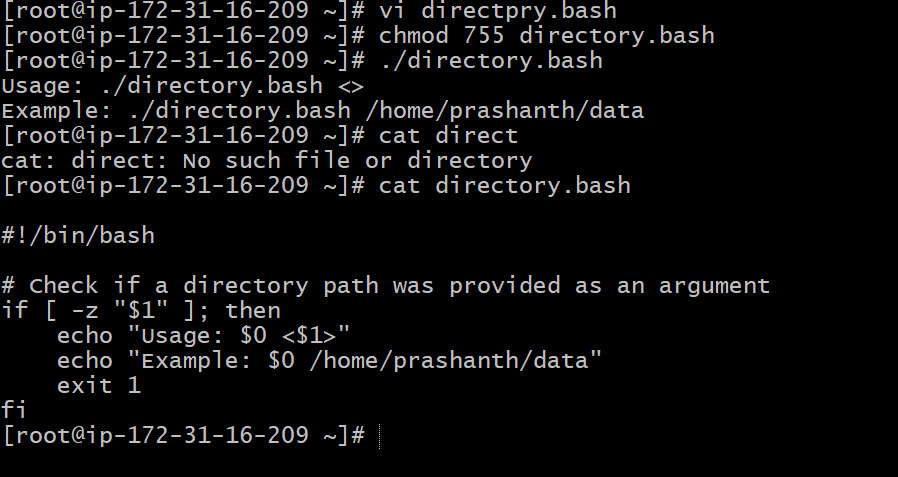 [root@ip-172-31-16-209 ~]# vi directpry.bash
[root@ip-172-31-16-209 ~]# chmod 755 directory.bash
[root@ip-172-31-16-209 ~]# ./directory.bash
Usage: ./directory.bash <>
Example: ./directory.bash /home/prashanth/data
[root@ip-172-31-16-209 ~]# cat direct
cat: direct: No such file or directory
[root@ip-172-31-16-209 ~]# cat directory.bash

#!/bin/bash

# Check if a directory path was provided as an argument
if [ -z "$1" ]; then
    echo "Usage: $0 <$1>"
    echo "Example: $0 /home/prashanth/data"
    exit 1
fi
[root@ip-172-31-16-209 ~]#